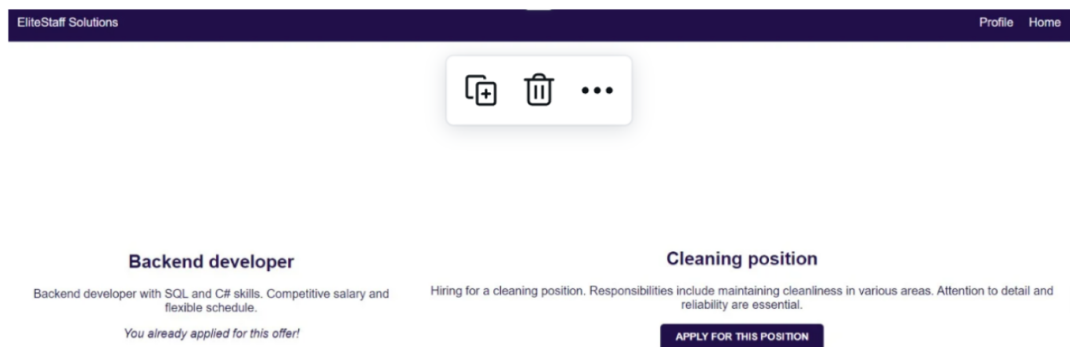 EliteStaff Solutions
Profile Home
Backend developer
Backend developer with SQL and C# skills. Competitive salary and
flexible schedule.
You already applied for this offer!
Cleaning position
Hiring for a cleaning position. Responsibilities include maintaining cleanliness in various areas. Attention to detail and
reliability are essential.
APPLY FOR THIS POSITION